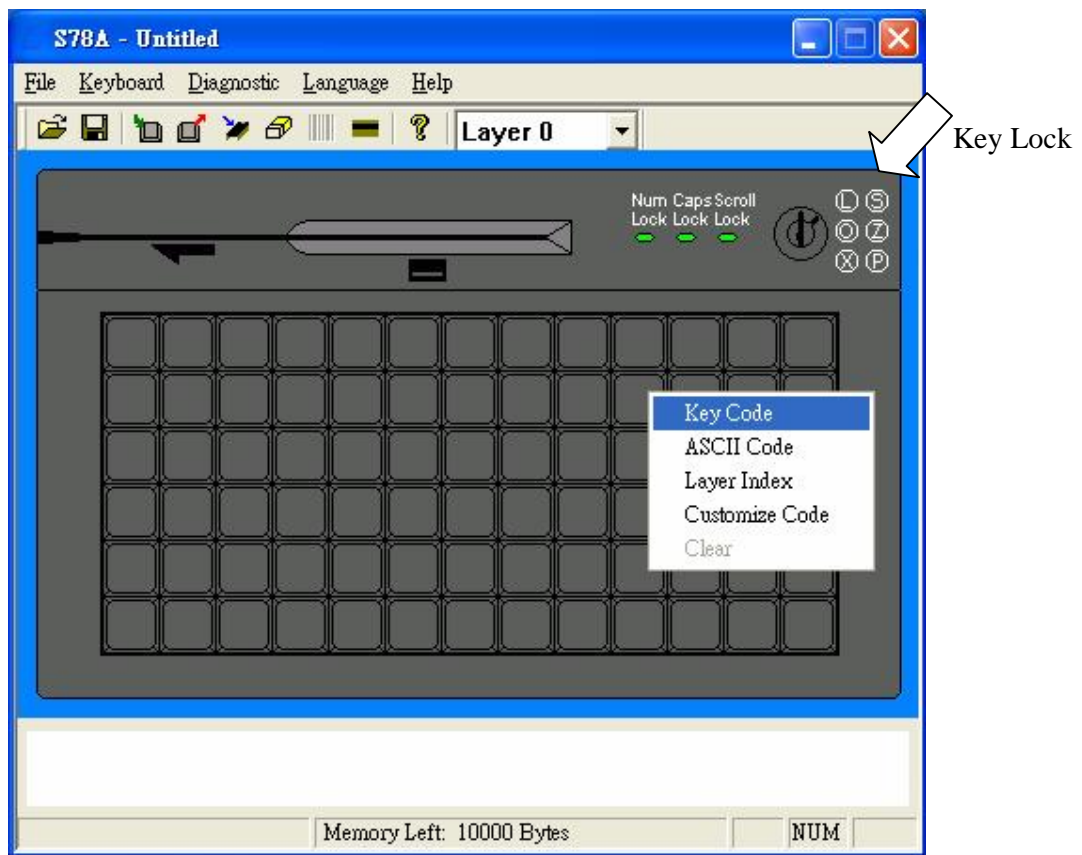 S78A - Untitled
File Keyboard Diagnostic Language Help
Layer 0
Key Lock
Num Caps Scroll
Lock Lock Lock
L S
O Z
X P
Key Code
ASCII Code
Layer Index
Customize Code
Clear
Memory Left: 10000 Bytes
NUM